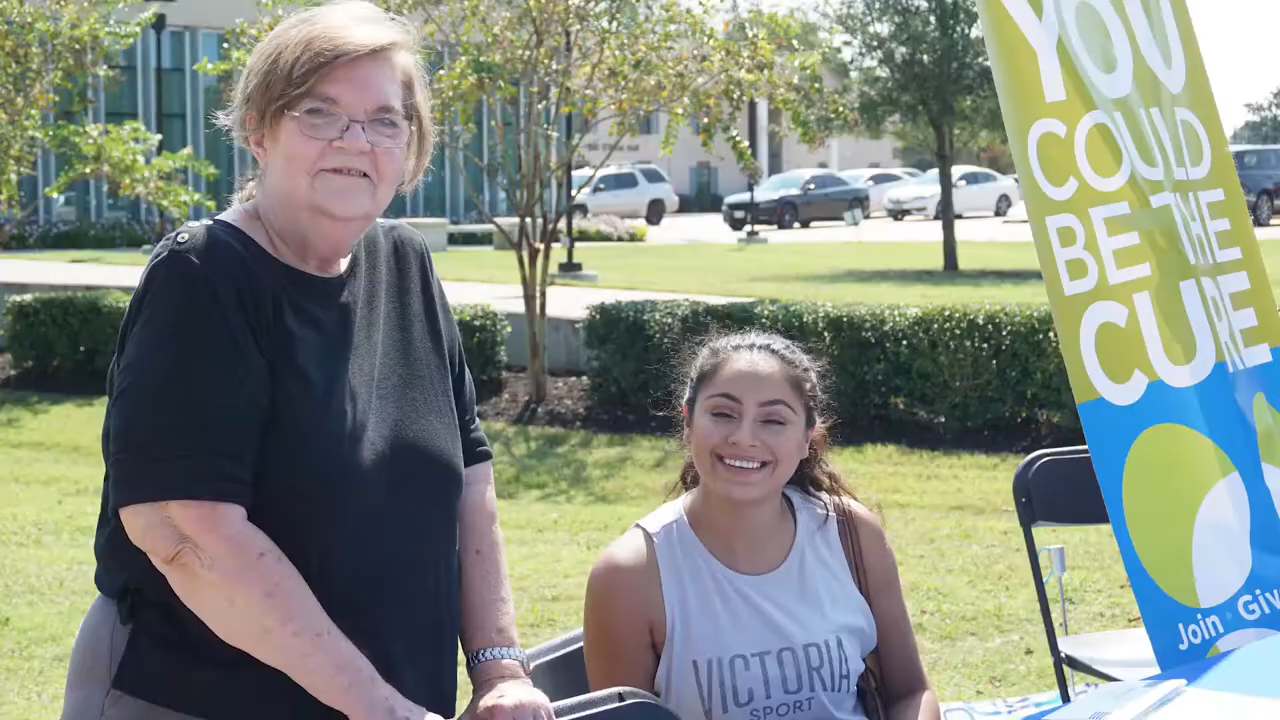 YOU
COULD
BE THE
CURE
Join · Giv
VICTORIA
SPORT